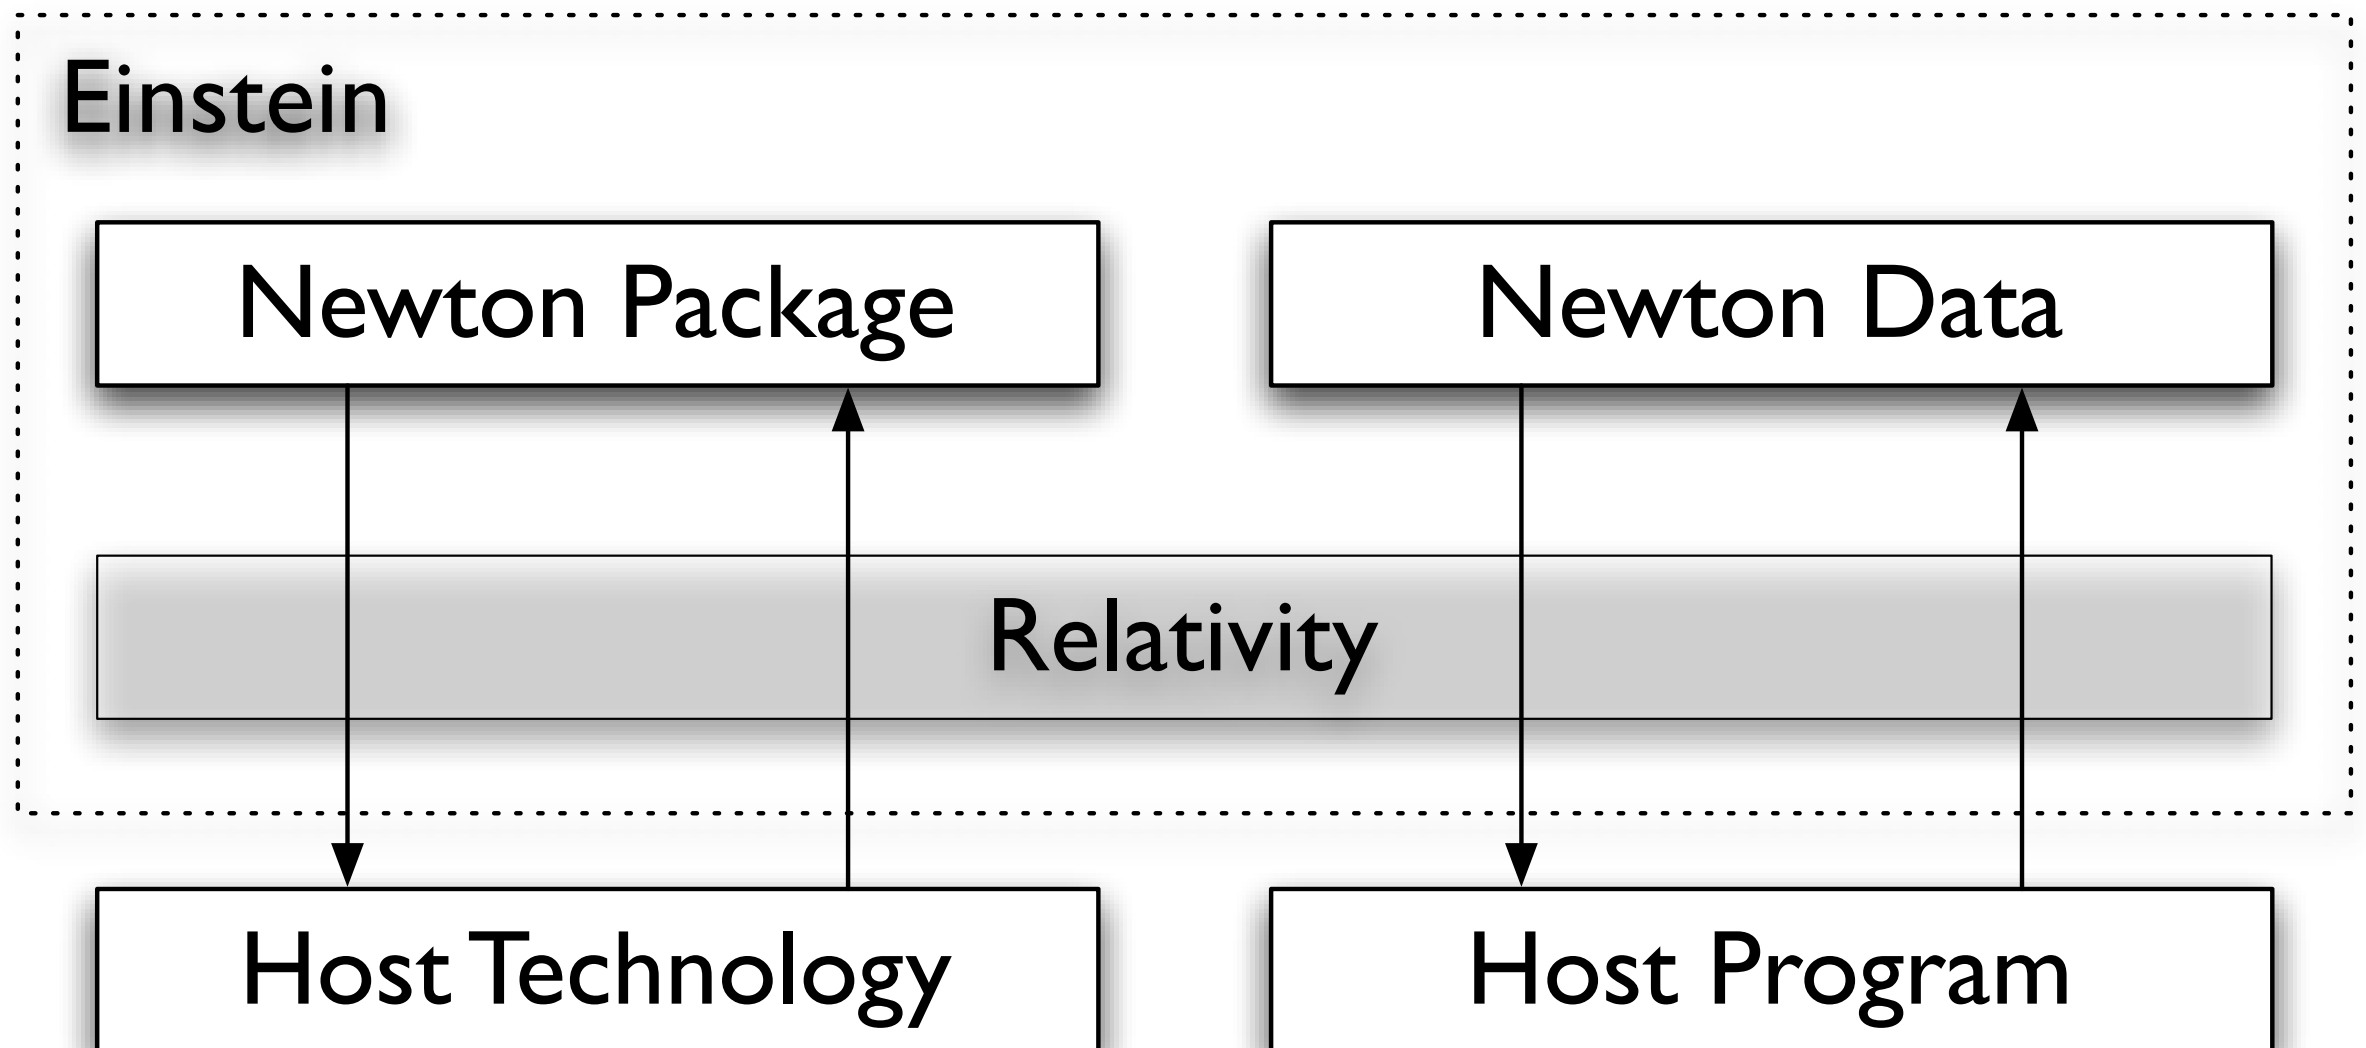 Einstein
Newton Package
Newton Data
Relativity
Host Technology
Host Program